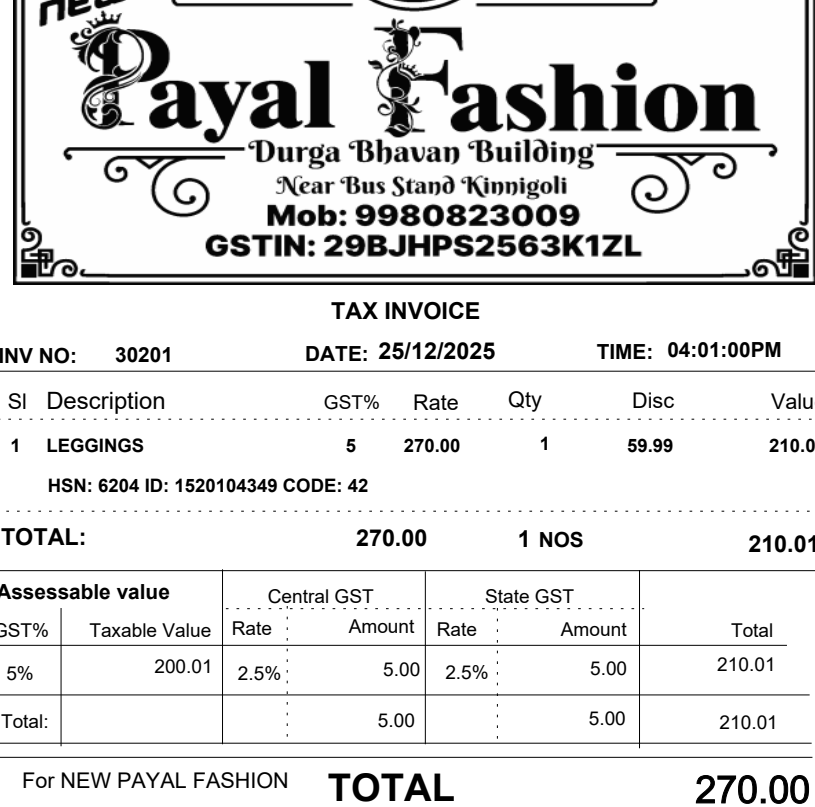 new
Payal Fashion
Durga Bhavan Building
Near Bus Stand Kinnigoli
Mob: 9980823009
GSTIN: 29BJHPS2563K1ZL
TAX INVOICE
INV NO: 30201 DATE: 25/12/2025 TIME: 04:01:00PM
Sl Description GST% Rate Qty Disc Valu
1 LEGGINGS 5 270.00 1 59.99 210.0
HSN: 6204 ID: 1520104349 CODE: 42
TOTAL: 270.00 1 NOS 210.01
Assessable value Central GST State GST
GST% Taxable Value Rate Amount Rate Amount Total
5% 200.01 2.5% 5.00 2.5% 5.00 210.01
Total: 5.00 5.00 210.01
For NEW PAYAL FASHION TOTAL 270.00